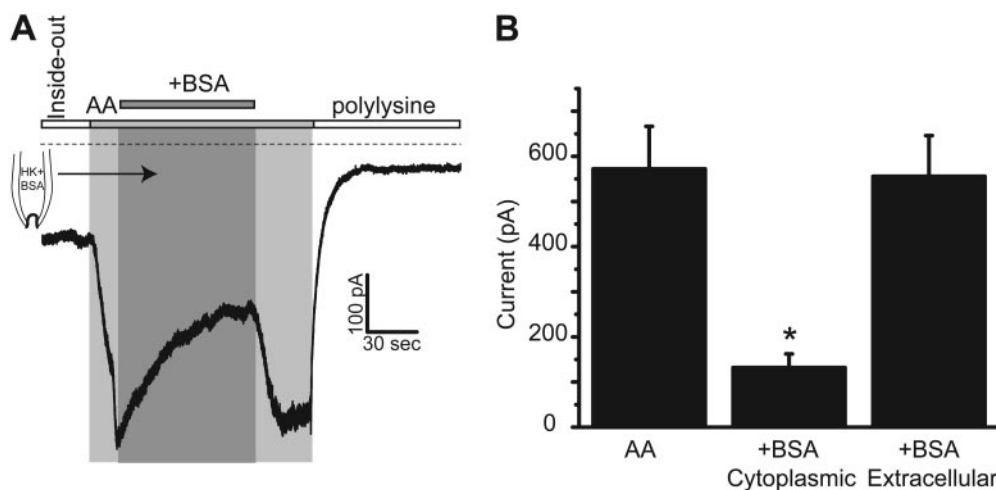 A
Inside-out
+BSA
AA
polylysine
HK+
BSA
100 pA
30 sec
B
Current (pA)
600
400
200
0
*
AA
+BSA
Cytoplasmic
+BSA
Extracellular